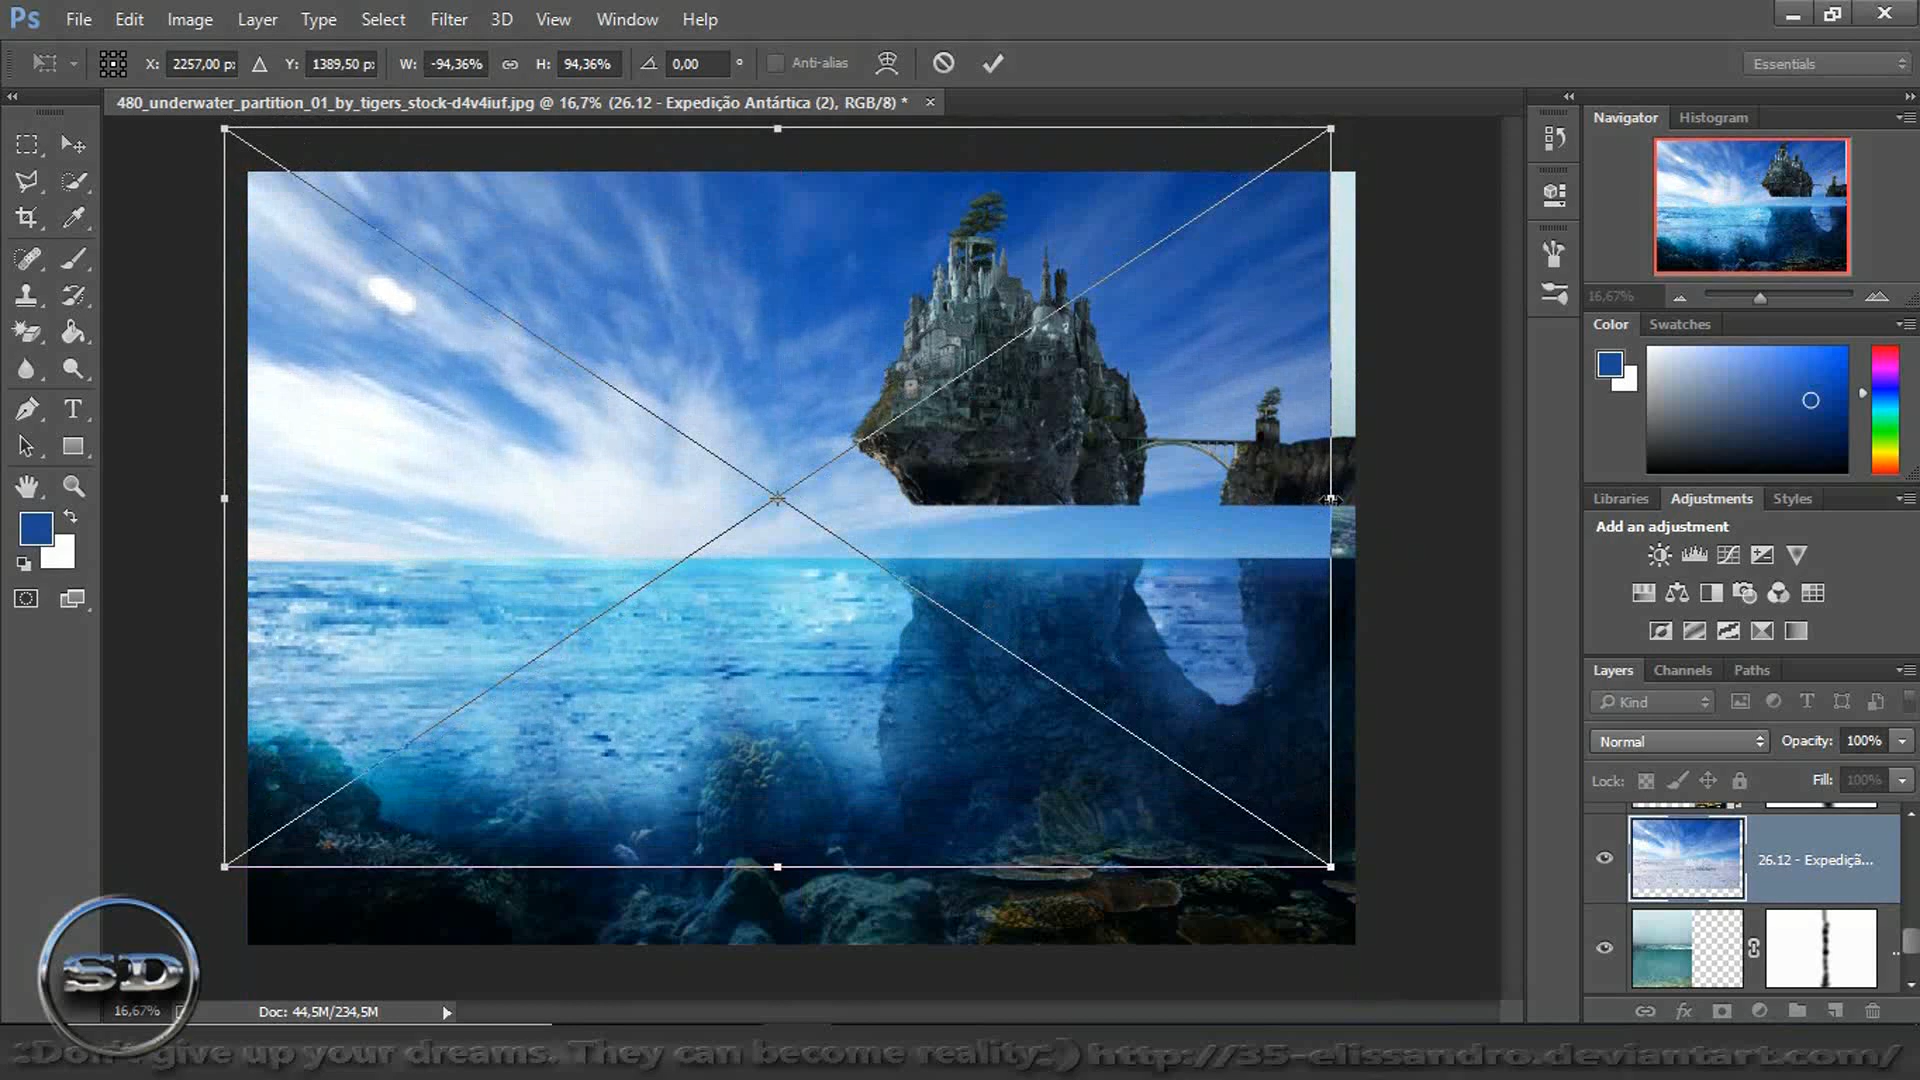 Ps File Edit Image Layer Type Select Filter 3D View Window Help
X: 2257,00 p: Y: 1389,50 p: W: -94,36% H: 94,36% 0,00 ° Anti-alias Essentials
480_underwater_partition_01_by_tigers_stock-d4v4iuf.jpg @ 16,7% (26.12 - Expedição Antártica (2), RGB/8) * ×
Navigator Histogram
16,67%
Color Swatches
Libraries Adjustments Styles
Add an adjustment
Layers Channels Paths
Kind
Normal Opacity: 100%
Lock: Fill: 100%
26.12 - Expediçã...
SD
16,67% Doc: 44,5M/234,5M
:Don't give up your dreams. They can become reality:) http://35-elissandro.deviantart.com/